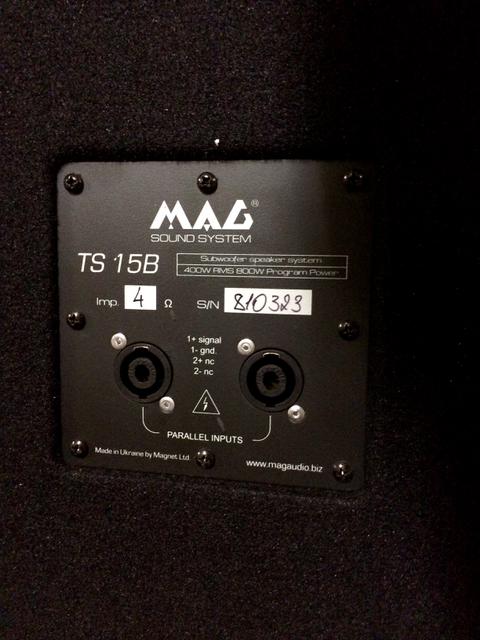 MAG®
SOUND SYSTEM
TS 15B
Subwoofer speaker system
400W RMS 800W Program Power
Imp. 4 Ω S/N 810323
1+ signal
1- gnd.
2+ nc
2- nc
PARALLEL INPUTS
Made in Ukraine by Magnet Ltd.
www.magaudio.biz